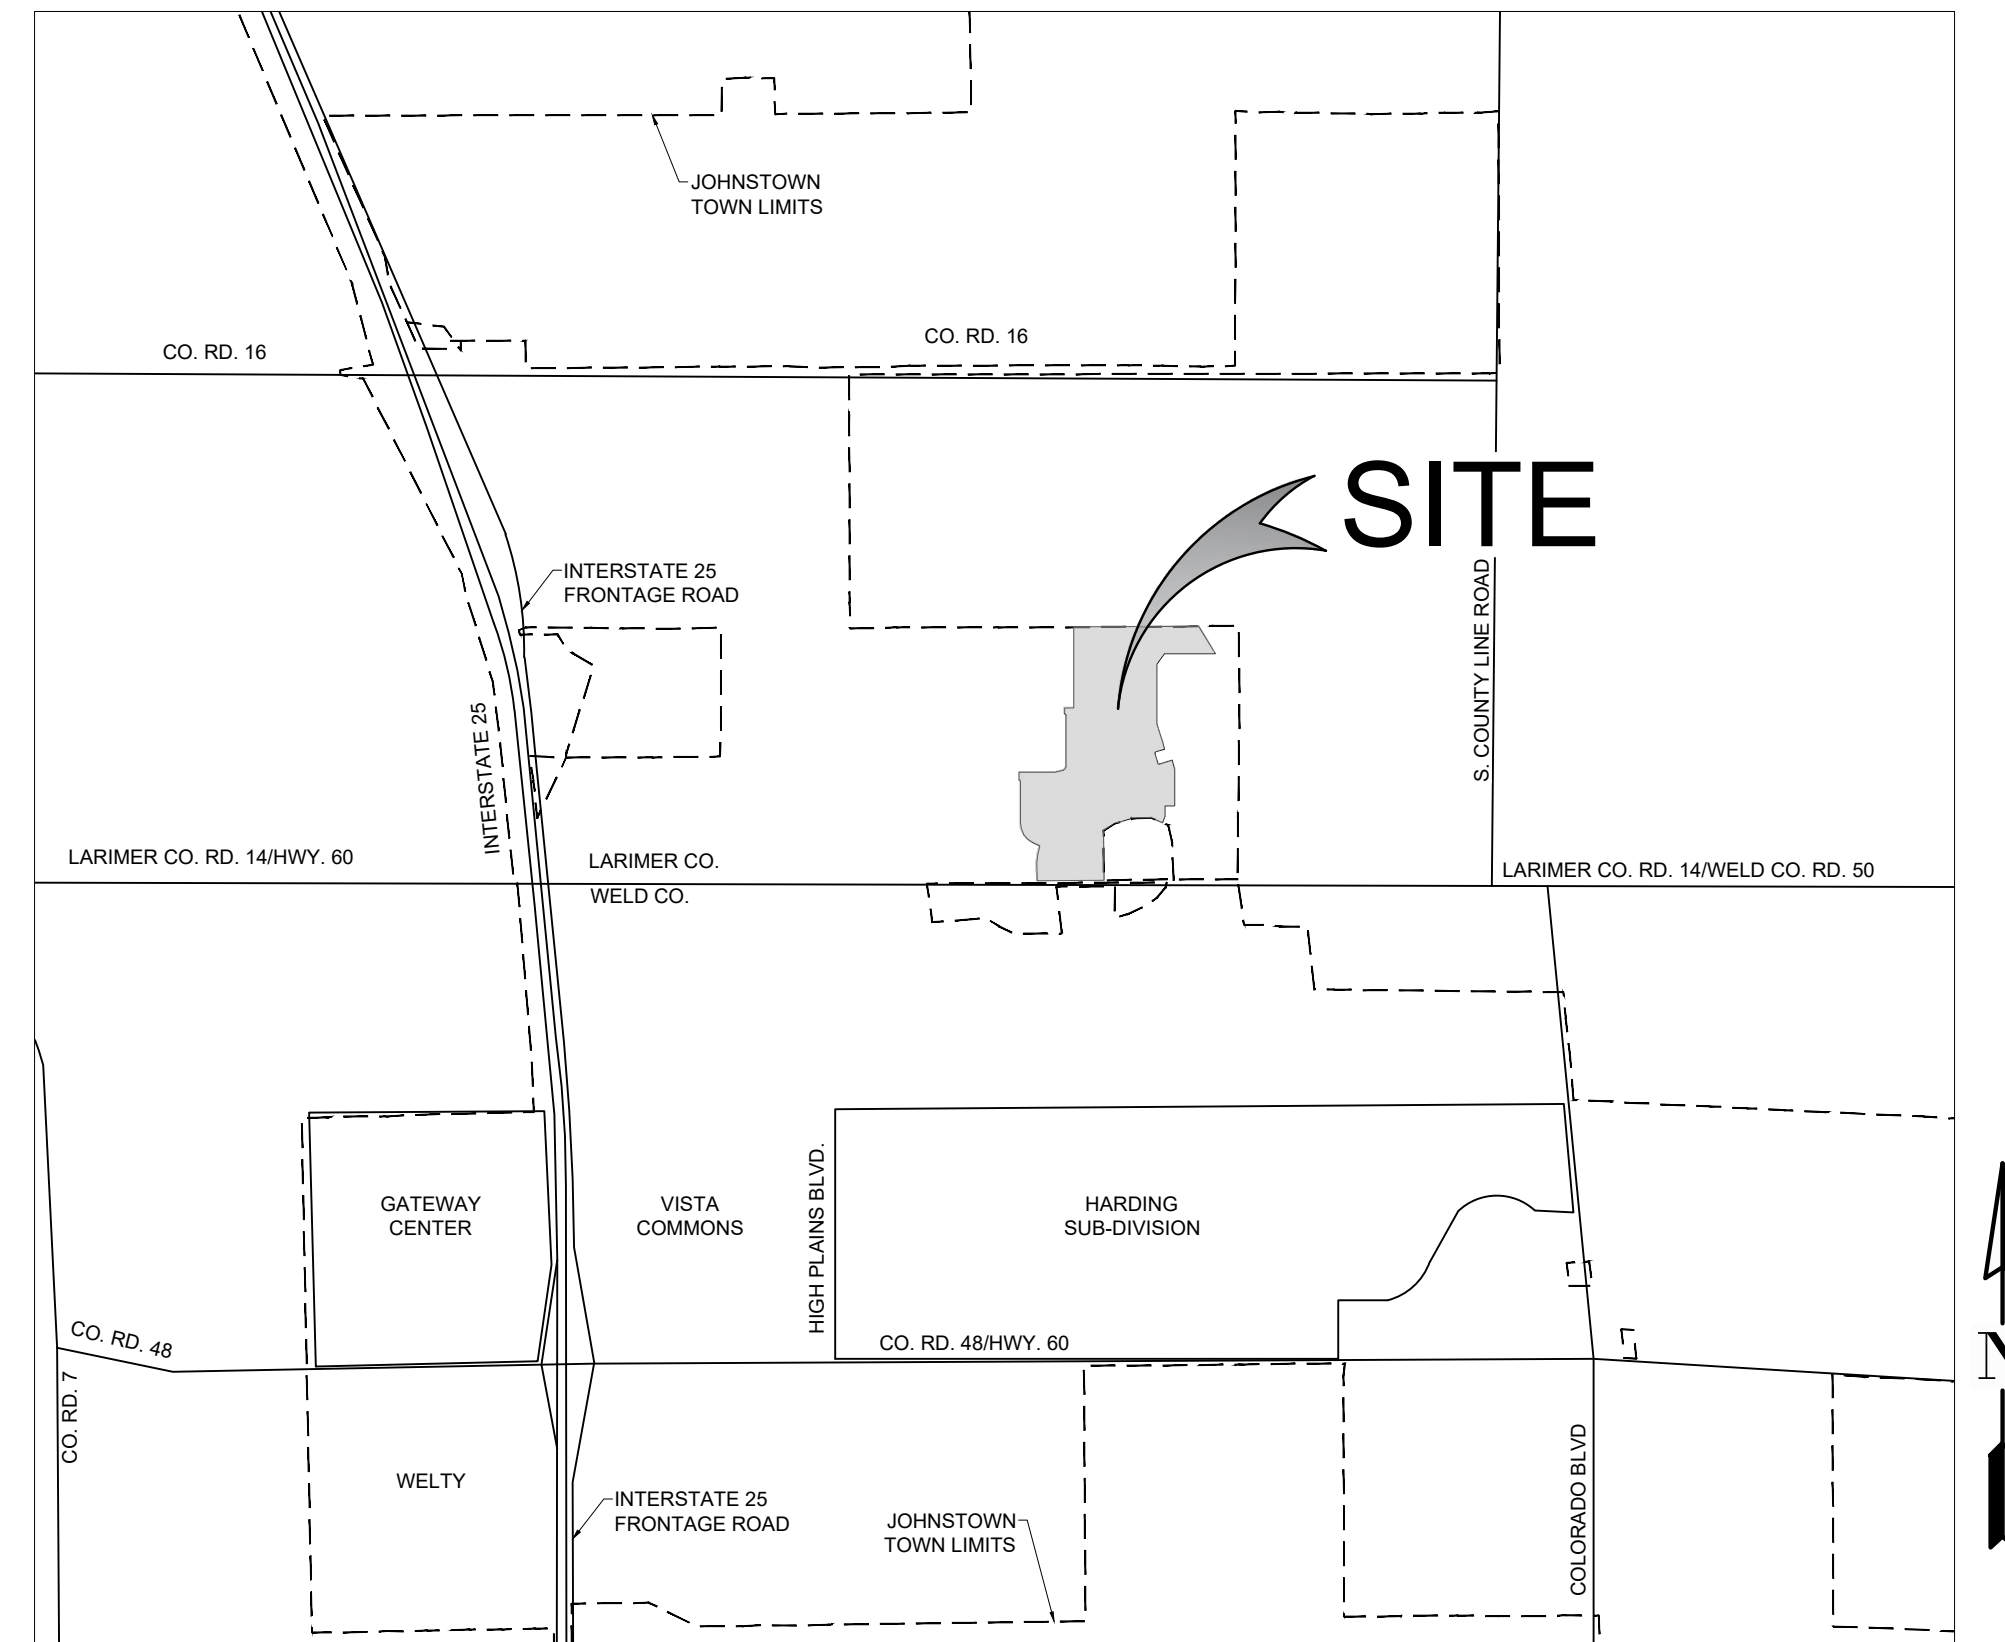 JOHNSTOWN
TOWN LIMITS
CO. RD. 16
CO. RD. 16
SITE
INTERSTATE 25
FRONTAGE ROAD
S. COUNTY LINE ROAD
INTERSTATE 25
LARIMER CO. RD. 14/HWY. 60
LARIMER CO.
WELD CO.
LARIMER CO. RD. 14/WELD CO. RD. 50
GATEWAY
CENTER
VISTA
COMMONS
HIGH PLAINS BLVD.
HARDING
SUB-DIVISION
CO. RD. 48
CO. RD. 48/HWY. 60
CO. RD. 7
WELTY
INTERSTATE 25
FRONTAGE ROAD
JOHNSTOWN
TOWN LIMITS
COLORADO BLVD
N